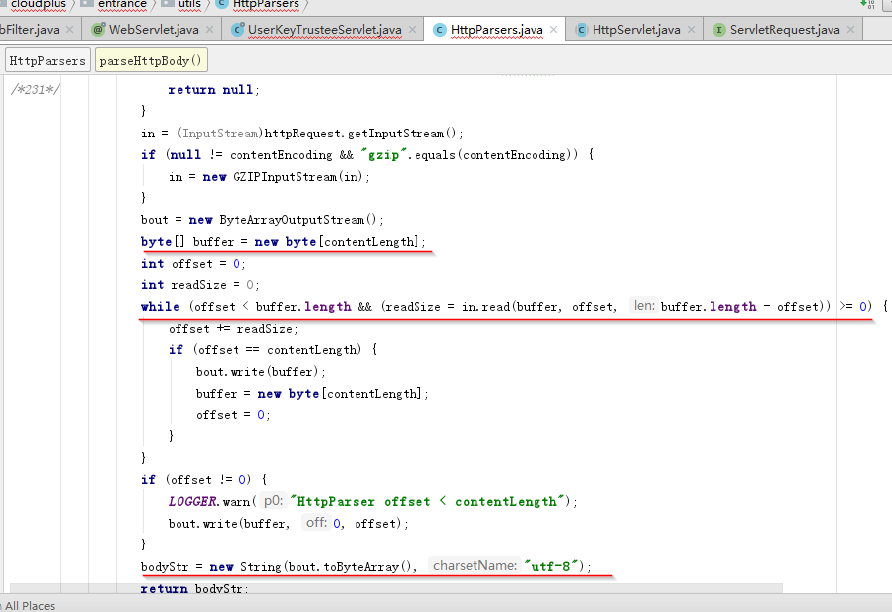 cloudplus entrance utils HttpParsers
bFilter.java WebServlet.java UserKeyTrusteeServlet.java HttpParsers.java HttpServlet.java ServletRequest.java
HttpParsers parseHttpBody()
/*231*/ return null;
}
in = (InputStream)httpRequest.getInputStream();
if (null != contentEncoding && "gzip".equals(contentEncoding)) {
in = new GZIPInputStream(in);
}
bout = new ByteArrayOutputStream();
byte[] buffer = new byte[contentLength];
int offset = 0;
int readSize = 0;
while (offset < buffer.length && (readSize = in.read(buffer, offset, len: buffer.length - offset)) >= 0) {
offset += readSize;
if (offset == contentLength) {
bout.write(buffer);
buffer = new byte[contentLength];
offset = 0;
}
}
if (offset != 0) {
LOGGER.warn( p0: "HttpParser offset < contentLength");
bout.write(buffer, off: 0, offset);
}
bodyStr = new String(bout.toByteArray(), charsetName: "utf-8");
return bodyStr;
All Places